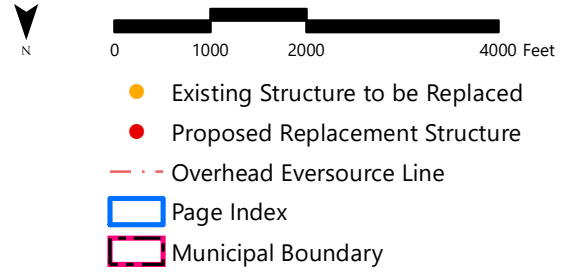 N
0 1000 2000 4000 Feet
Existing Structure to be Replaced
Proposed Replacement Structure
Overhead Eversource Line
Page Index
Municipal Boundary